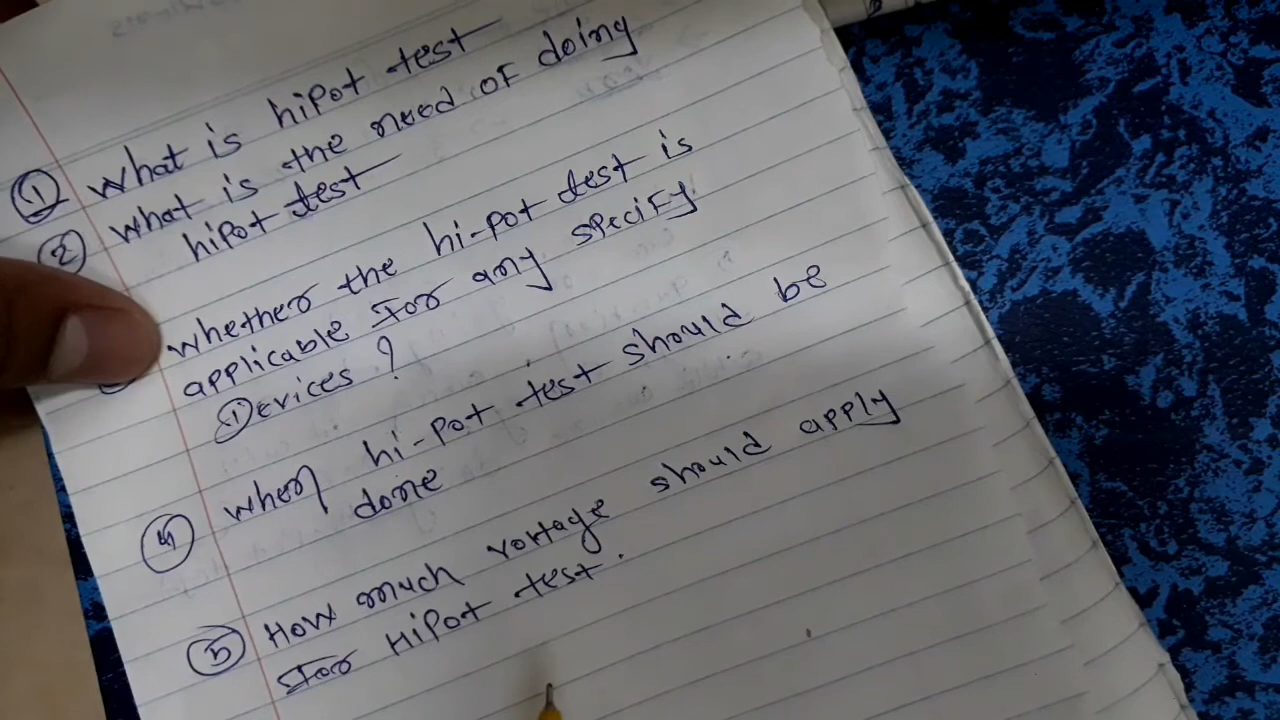 ① What is hipot test
② What is the need of doing
hipot test
Whether the hi-pot test is
applicable for any specify
Devices ?
④ When hi-pot test should be
done
⑤ How much voltage should apply
for Hipot test.